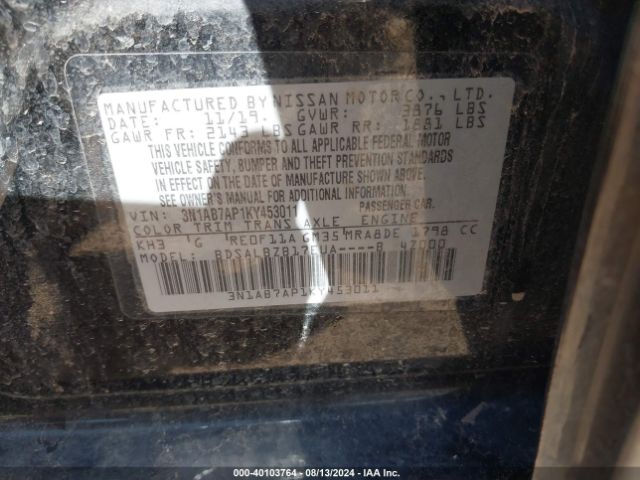 MANUFACTURED BY NISSAN MOTOR CO., LTD.
DATE: 11/19. GVWR: 3876 LBS
GAWR FR: 2143 LBS GAWR RR: 1881 LBS
THIS VEHICLE CONFORMS TO ALL APPLICABLE FEDERAL MOTOR
VEHICLE SAFETY, BUMPER AND THEFT PREVENTION STANDARDS
IN EFFECT ON THE DATE OF MANUFACTURE SHOWN ABOVE.
SEE OWNER'S MANUAL FOR ADDITIONAL INFORMATION.
VIN: 3N1AB7AP1KY453011 PASSENGER CAR.
COLOR TRIM TRANS AXLE ENGINE
KH3 'G 'RE0F11A GM35'MRA8DE 1798 CC
MODEL: BDSALBZB17EUA----B 47000
3N1AB7AP1KY453011
000-40103764 - 08/13/2024 - IAA Inc.